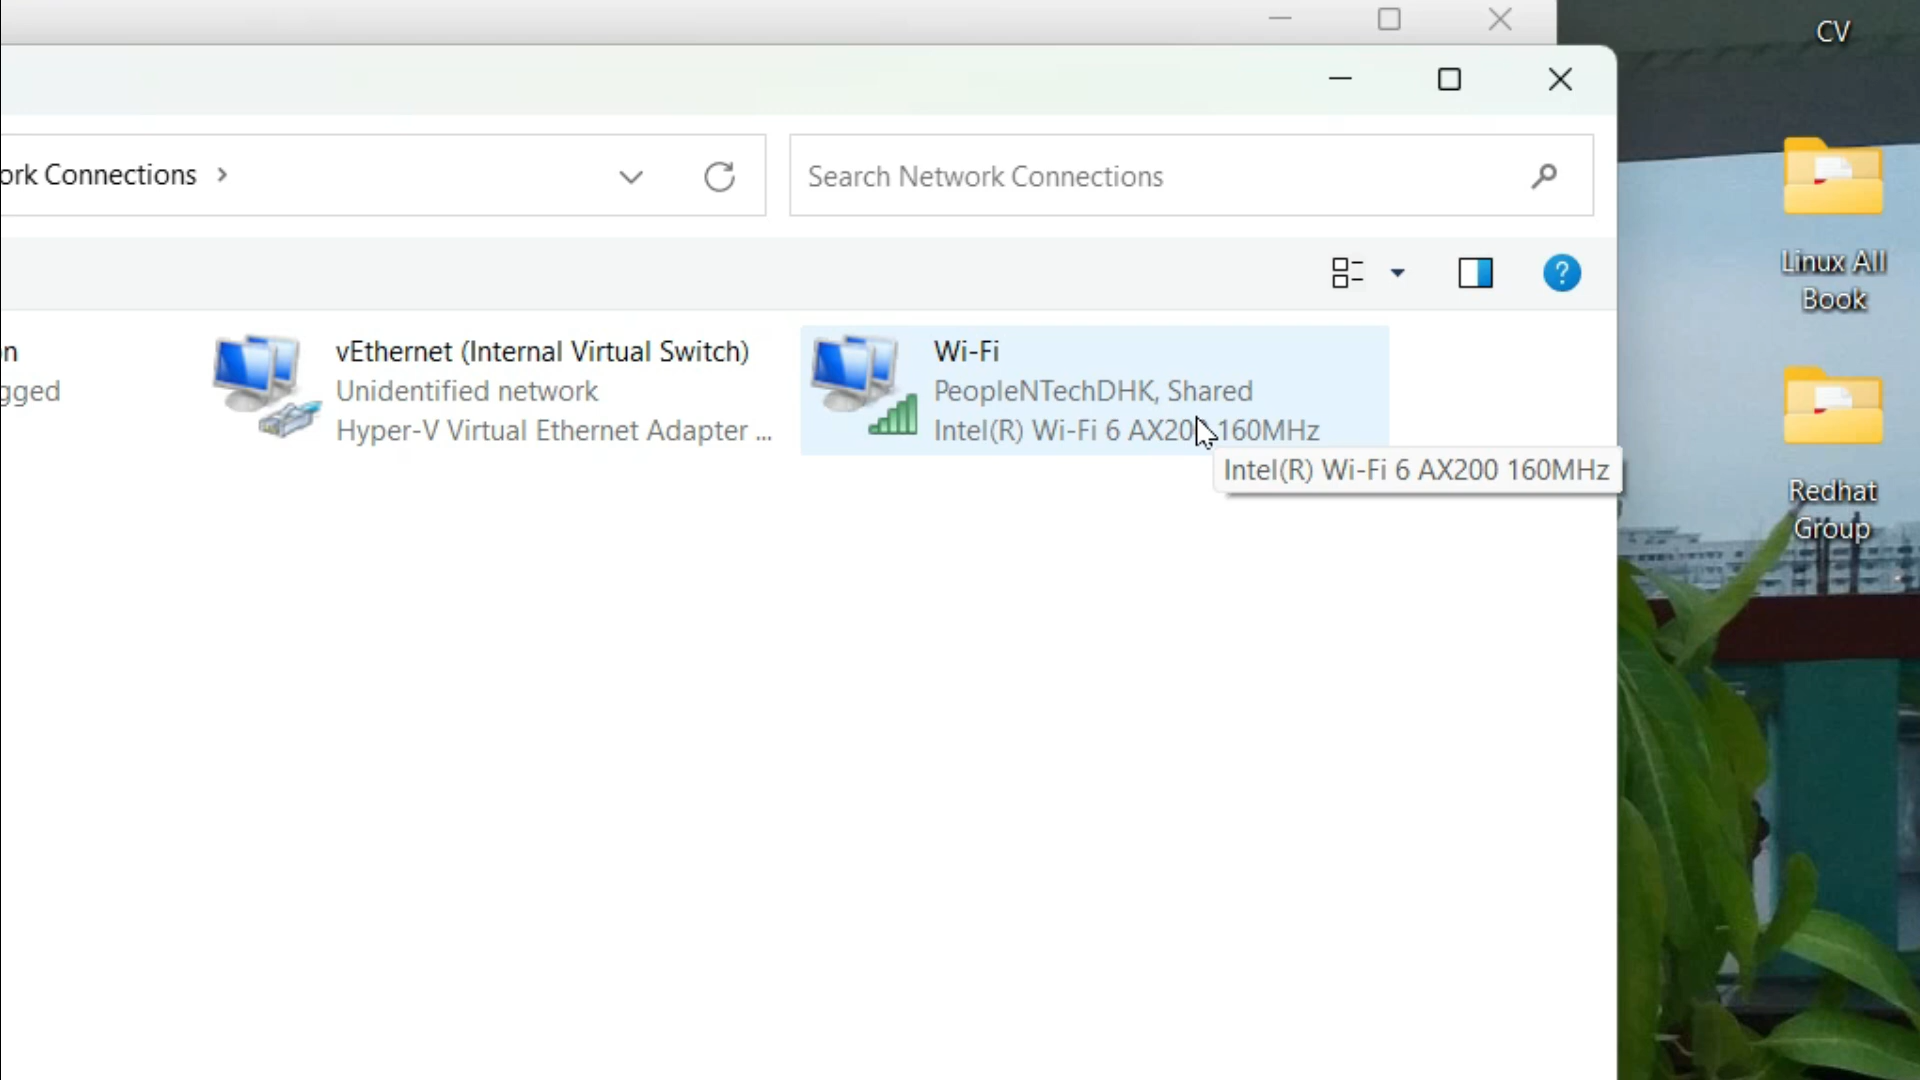 CV
ork Connections
Search Network Connections
n
gged
vEthernet (Internal Virtual Switch)
Unidentified network
Hyper-V Virtual Ethernet Adapter ...
Wi-Fi
PeopleNTechDHK, Shared
Intel(R) Wi-Fi 6 AX200 160MHz
Intel(R) Wi-Fi 6 AX200 160MHz
Linux All
Book
Redhat
Group